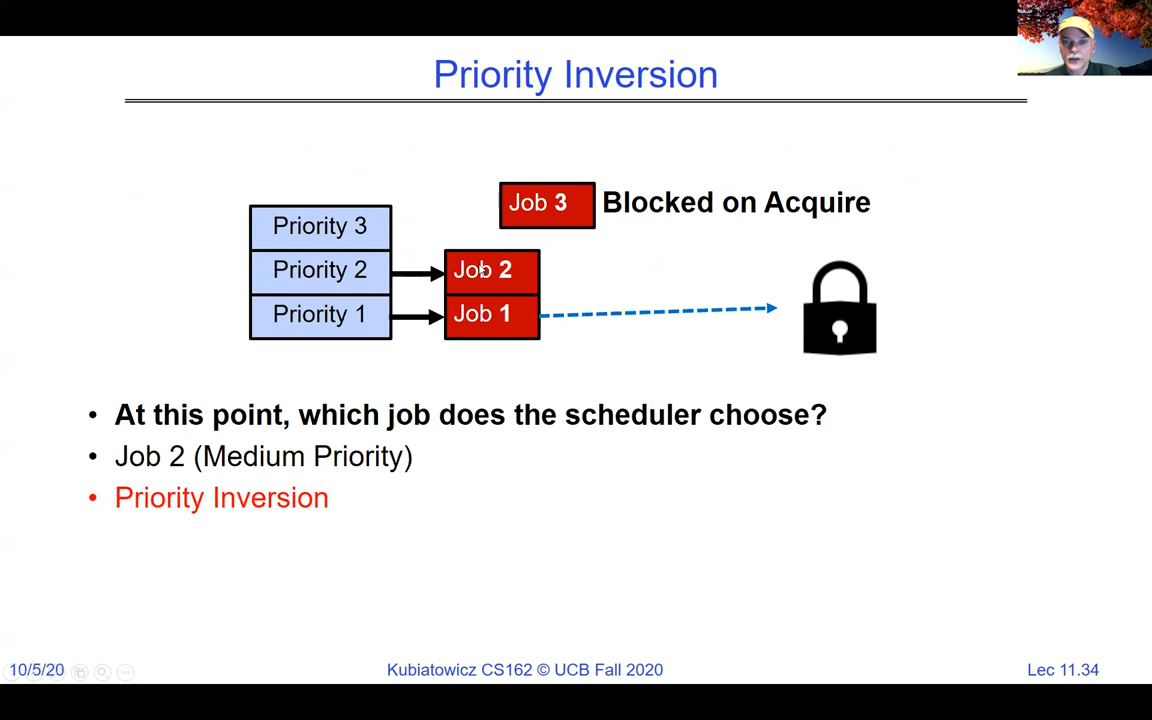 Priority Inversion
Job 3 Blocked on Acquire
Priority 3
Priority 2
Job 2
Priority 1
Job 1
• At this point, which job does the scheduler choose?
• Job 2 (Medium Priority)
• Priority Inversion
10/5/20
Kubiatowicz CS162 © UCB Fall 2020
Lec 11.34